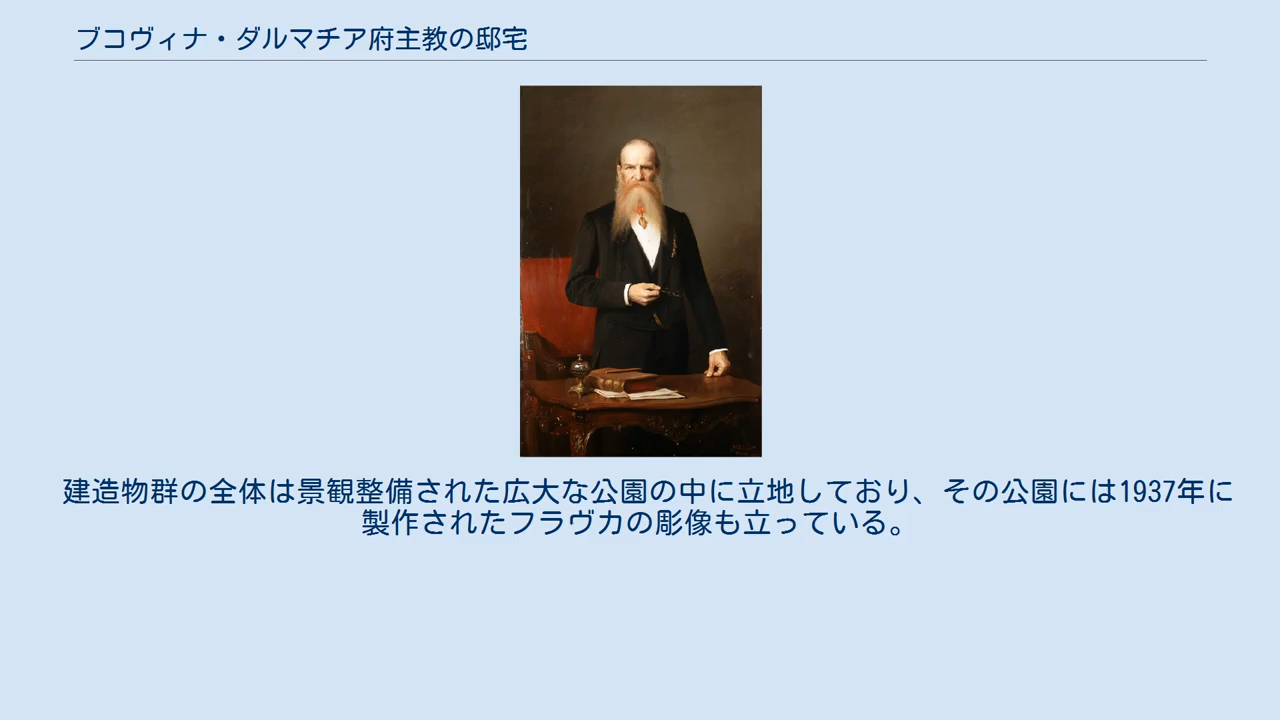 ブコヴィナ・ダルマチア府主教の邸宅
建造物群の全体は景観整備された広大な公園の中に立地しており、その公園には1937年に
製作されたフラヴカの彫像も立っている。